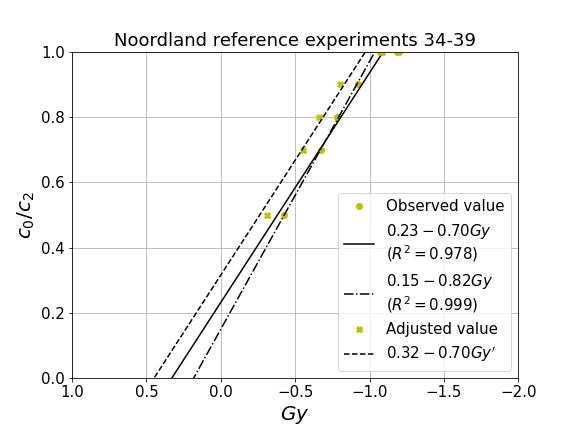 Noordland reference experiments 34-39
1.0
0.8
0.6
0.4
0.2
0.0
c₀/c₂
1.0 0.5 0.0 −0.5 −1.0 −1.5 −2.0
Gy
Observed value
0.23 − 0.70Gy
(R² = 0.978)
0.15 − 0.82Gy
(R² = 0.999)
Adjusted value
0.32 − 0.70Gy′